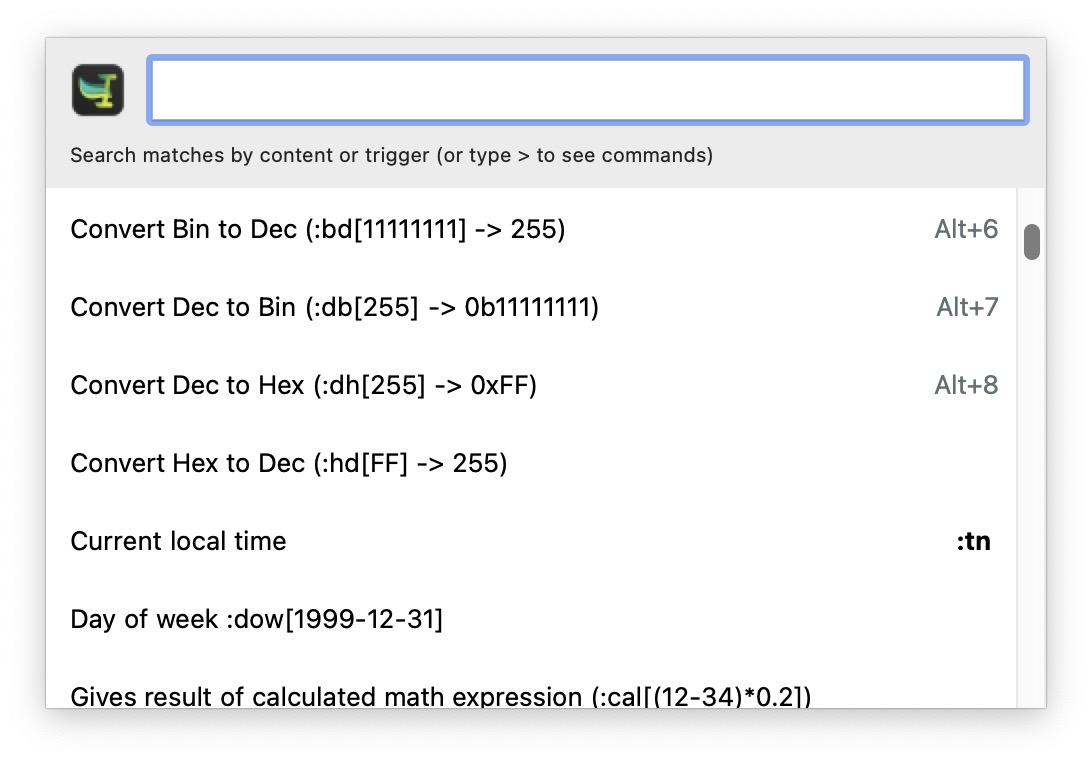 Search matches by content or trigger (or type > to see commands)
Convert Bin to Dec (:bd[11111111] -> 255) Alt+6
Convert Dec to Bin (:db[255] -> 0b11111111) Alt+7
Convert Dec to Hex (:dh[255] -> 0xFF) Alt+8
Convert Hex to Dec (:hd[FF] -> 255)
Current local time :tn
Day of week :dow[1999-12-31]
Gives result of calculated math expression (:cal[(12-34)*0.2])